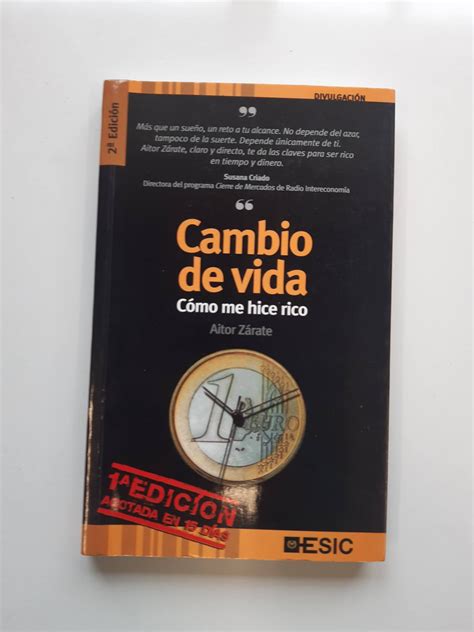 DIVULGACIÓN
2ª Edición
”
Más que un sueño, un reto a tu alcance. No depende del azar,
tampoco de la suerte. Depende únicamente de ti.
Aitor Zárate, claro y directo, te da las claves para ser rico
en tiempo y dinero.
Susana Criado
Directora del programa Cierre de Mercados de Radio Intereconomía
“
Cambio
de vida
Cómo me hice rico
Aitor Zárate
1 EURO
1ª EDICIÓN
AGOTADA EN 15 DÍAS
ESIC